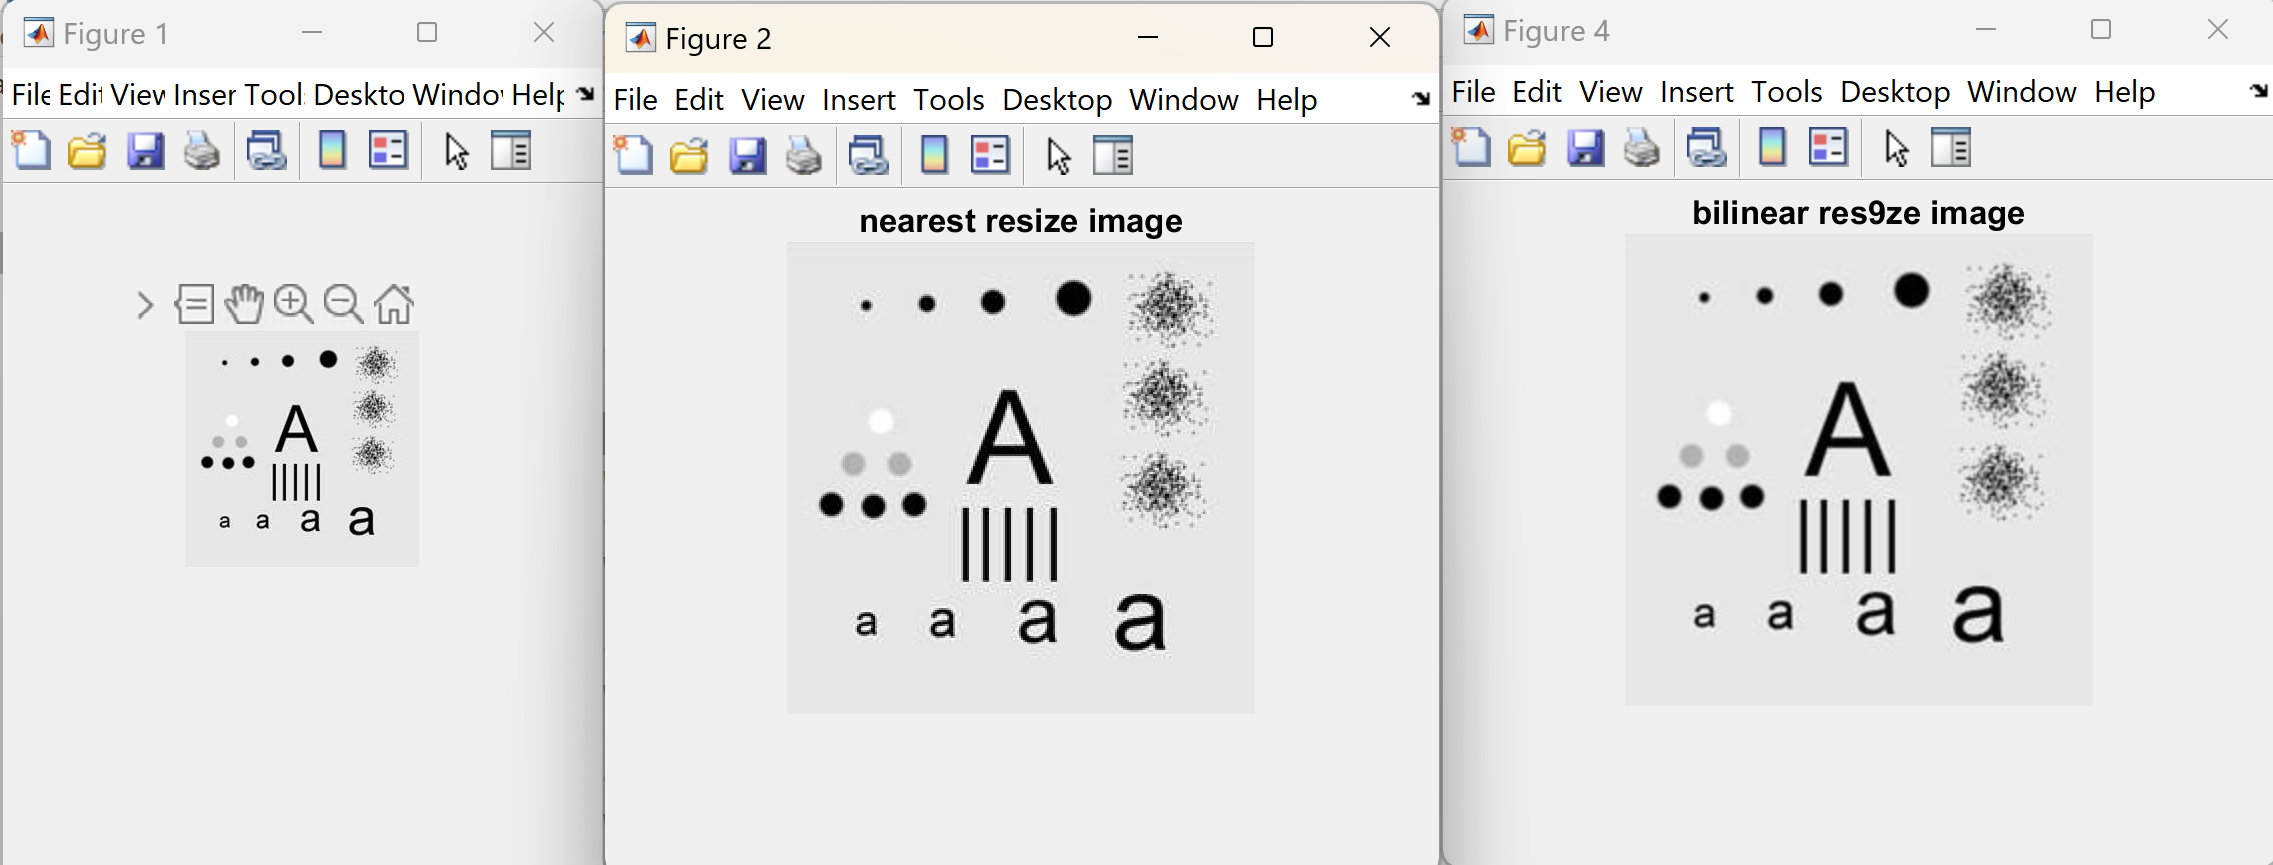 Figure 1
File Edit View Inser Tool Deskto Windo Help
A
a a a a
Figure 2
File Edit View Insert Tools Desktop Window Help
nearest resize image
A
a a a a
Figure 4
File Edit View Insert Tools Desktop Window Help
bilinear res9ze image
A
a a a a